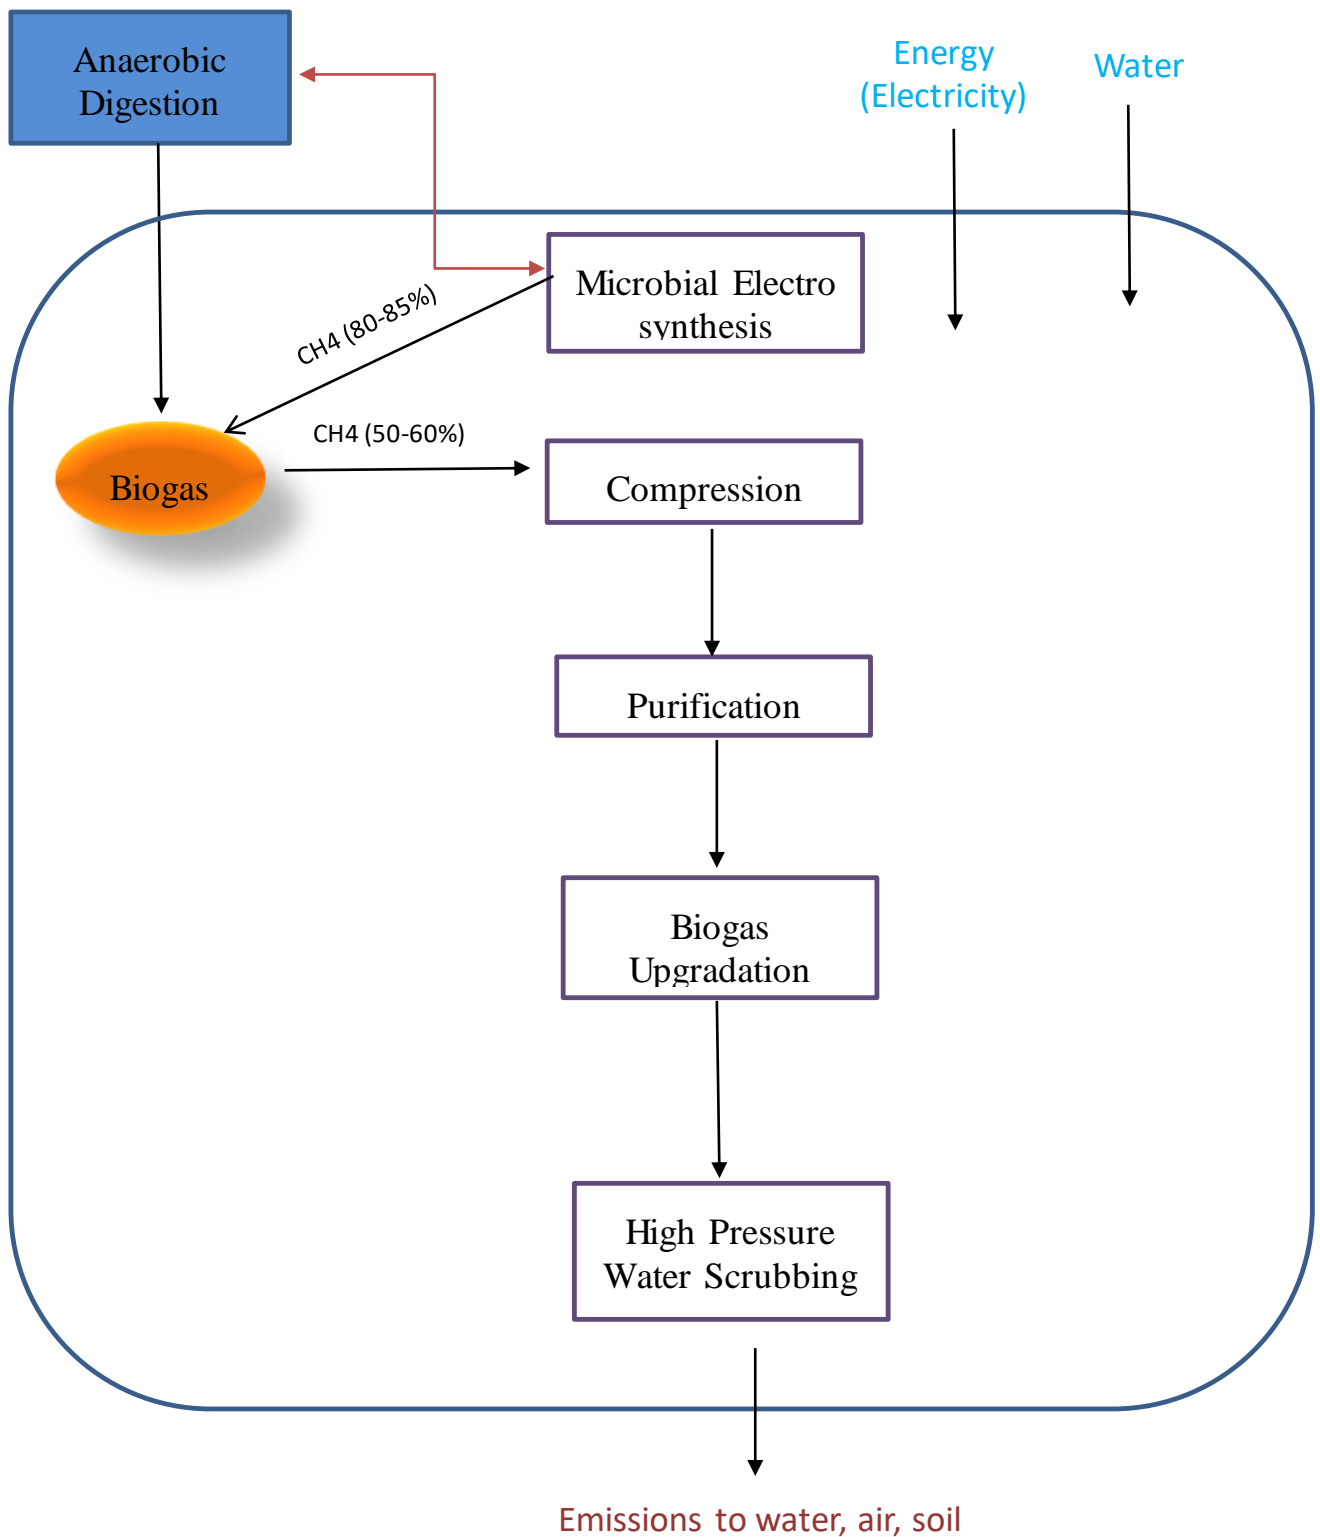 Anaerobic
Digestion
Energy
(Electricity)
Water
Microbial Electro
synthesis
CH4 (80-85%)
CH4 (50-60%)
Biogas
Compression
Purification
Biogas
Upgradation
High Pressure
Water Scrubbing
Emissions to water, air, soil